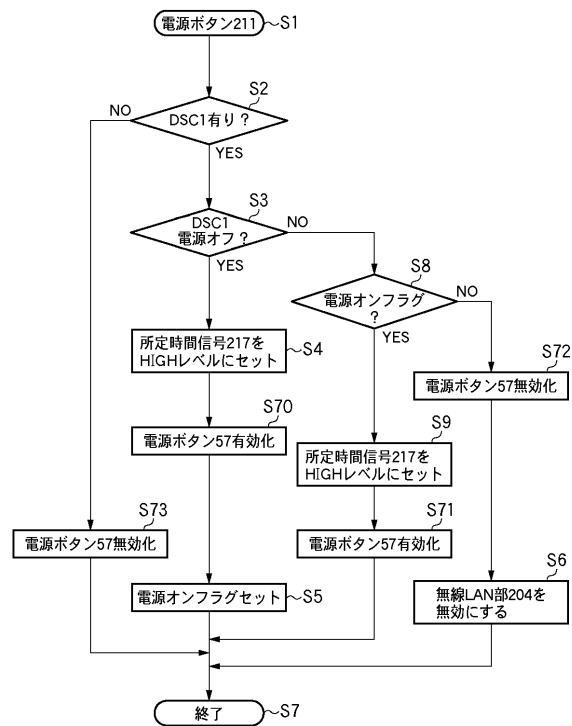 電源ボタン211
S1
S2
DSC1有り?
NO
YES
S3
DSC1
電源オフ?
NO
YES
S8
電源オンフラグ
?
NO
YES
所定時間信号217を
HIGHレベルにセット
S4
S72
電源ボタン57無効化
S70
電源ボタン57有効化
S9
所定時間信号217を
HIGHレベルにセット
S73
電源ボタン57無効化
S71
電源ボタン57有効化
電源オンフラグセット
S5
S6
無線LAN部204を
無効にする
終了
S7